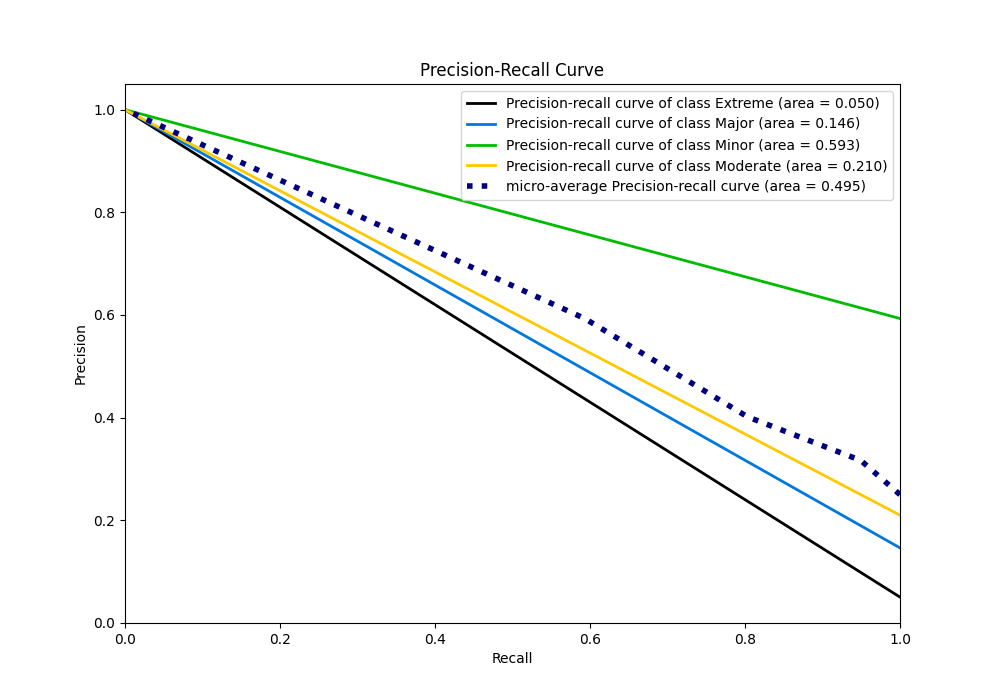 Precision-Recall Curve
Precision-recall curve of class Extreme (area = 0.050)
Precision-recall curve of class Major (area = 0.146)
Precision-recall curve of class Minor (area = 0.593)
Precision-recall curve of class Moderate (area = 0.210)
micro-average Precision-recall curve (area = 0.495)
Precision
1.0
0.8
0.6
0.4
0.2
0.0
0.0 0.2 0.4 0.6 0.8 1.0
Recall